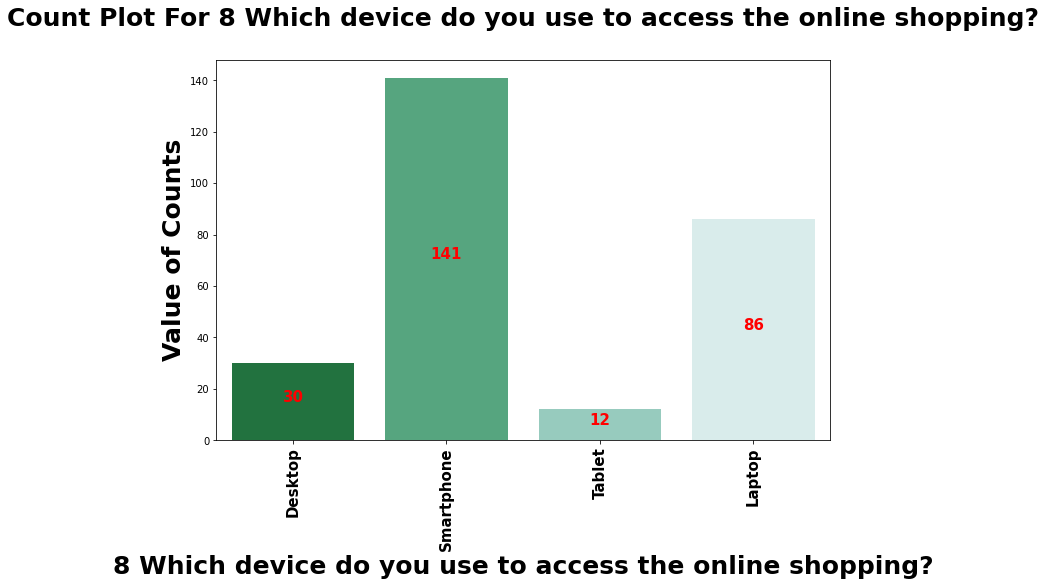 Count Plot For 8 Which device do you use to access the online shopping?
Value of Counts
140
120
100
80
60
40
20
0
30
141
12
86
Desktop
Smartphone
Tablet
Laptop
8 Which device do you use to access the online shopping?